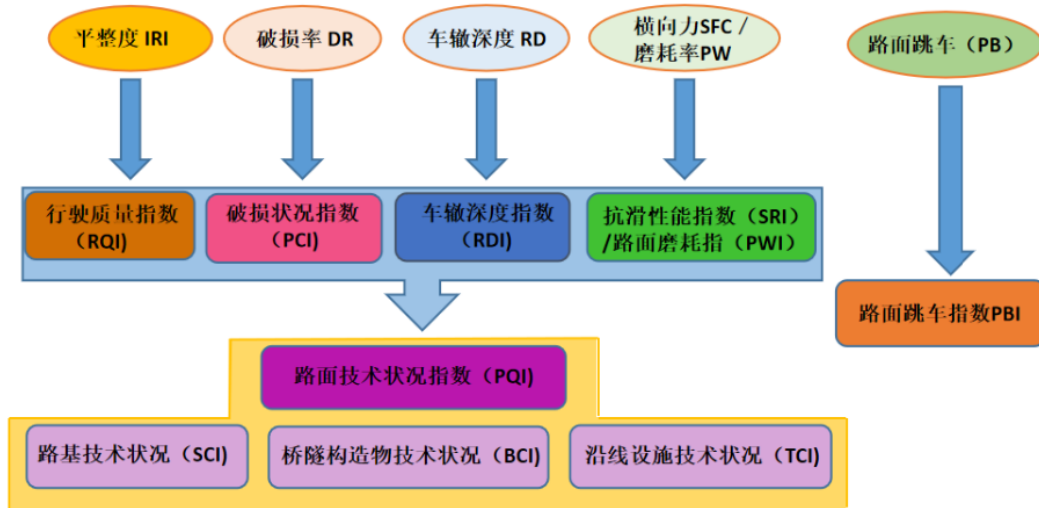 平整度 IRI
破损率 DR
车辙深度 RD
横向力SFC /
磨耗率PW
路面跳车（PB）
行驶质量指数
（RQI)
破损状况指数
（PCI)
车辙深度指数
（RDI)
抗滑性能指数（SRI）
/路面磨耗指（PWI）
路面跳车指数PBI
路面技术状况指数（PQI)
路基技术状况（SCI)
桥隧构造物技术状况（BCI)
沿线设施技术状况（TCI)